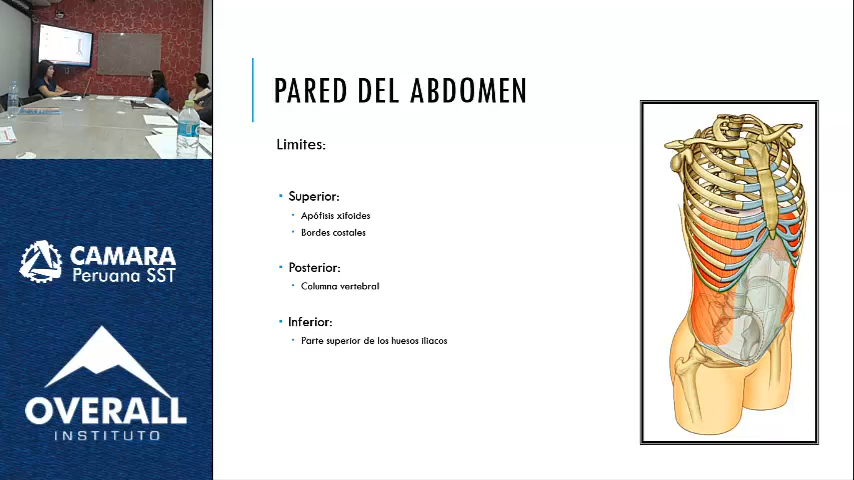 PARED DEL ABDOMEN
Limites:
Superior:
Apófisis xifoides
Bordes costales
Posterior:
Columna vertebral
Inferior:
Parte superior de los huesos iliacos
CAMARA
Peruana SST
OVERALL
INSTITUTO